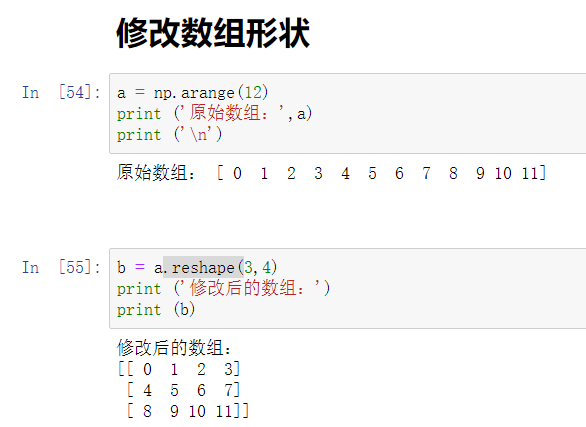 修改数组形状
In [54]: a = np.arange(12)
print ('原始数组：',a)
print ('\n')
原始数组： [ 0  1  2  3  4  5  6  7  8  9 10 11]
In [55]: b = a.reshape(3,4)
print ('修改后的数组：')
print (b)
修改后的数组：
[[ 0  1  2  3]
 [ 4  5  6  7]
 [ 8  9 10 11]]